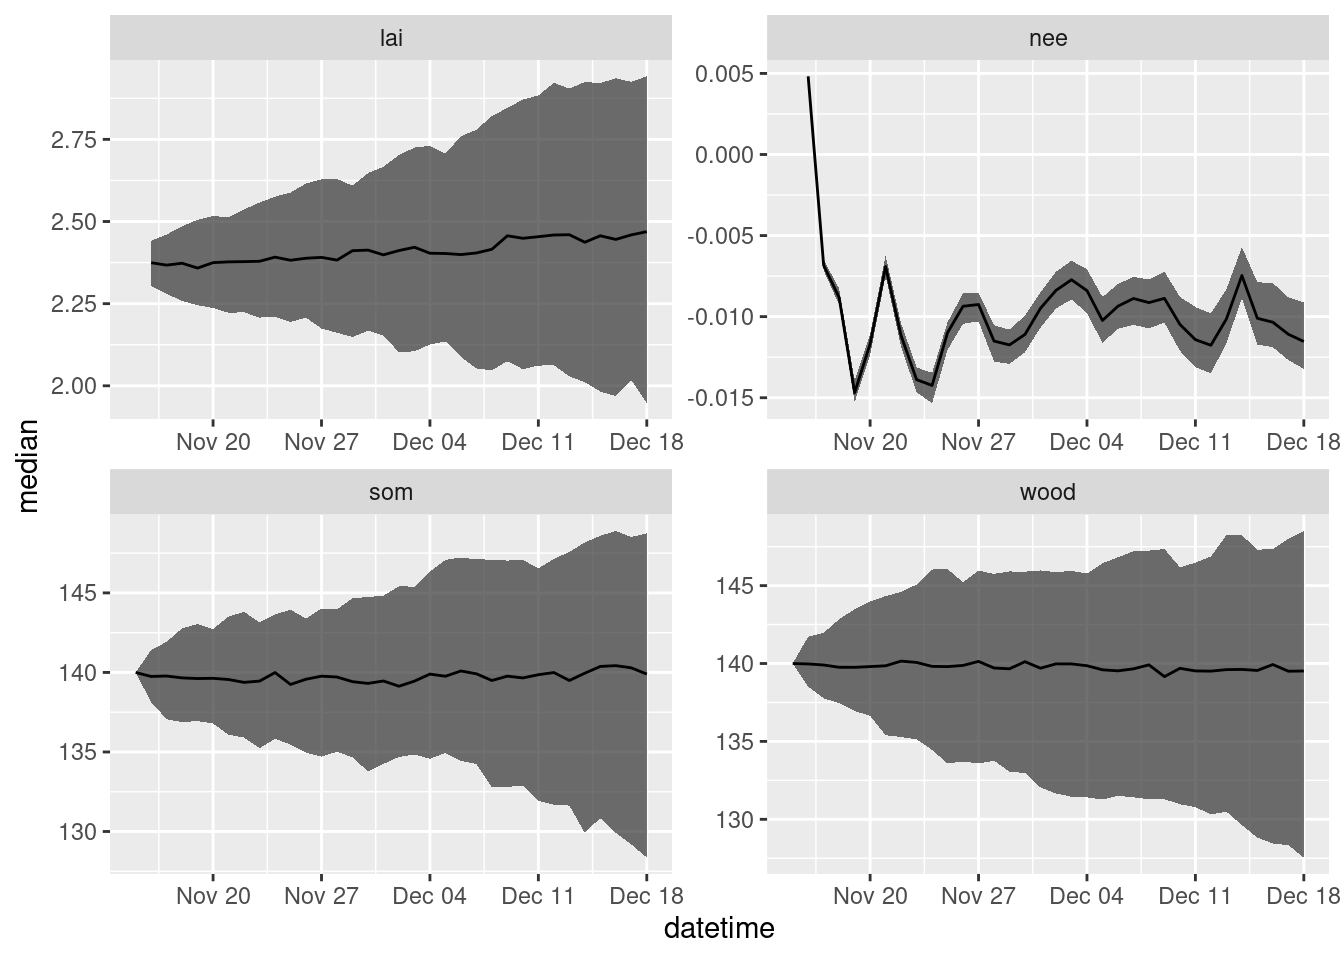 lai
nee
2.75
2.50
2.25
2.00
0.005
0.000
-0.005
-0.010
-0.015
Nov 20 Nov 27 Dec 04 Dec 11 Dec 18
Nov 20 Nov 27 Dec 04 Dec 11 Dec 18
median
som
wood
145
140
135
130
145
140
135
130
Nov 20 Nov 27 Dec 04 Dec 11 Dec 18
Nov 20 Nov 27 Dec 04 Dec 11 Dec 18
datetime